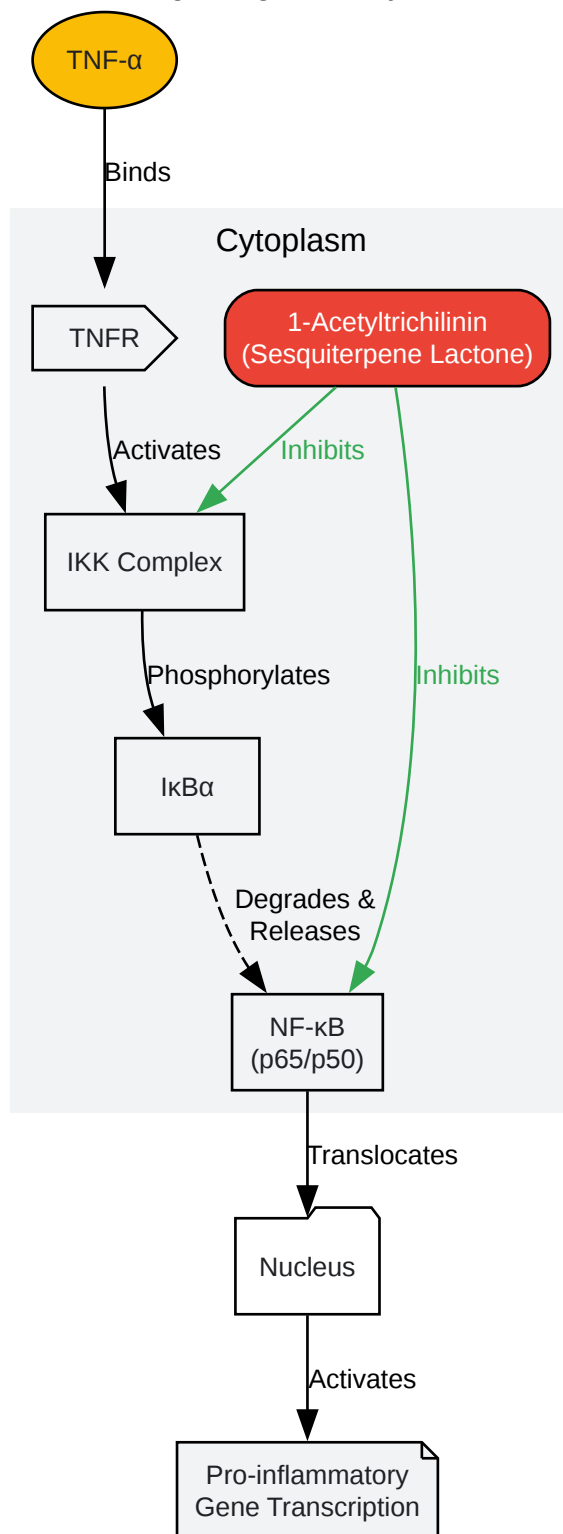 TNF-α
Binds
Cytoplasm
TNFR
1-Acetyltrichilinin
(Sesquiterpene Lactone)
Activates
Inhibits
IKK Complex
Phosphorylates
Inhibits
IκBα
Degrades &
Releases
NF-κB
(p65/p50)
Translocates
Nucleus
Activates
Pro-inflammatory
Gene Transcription